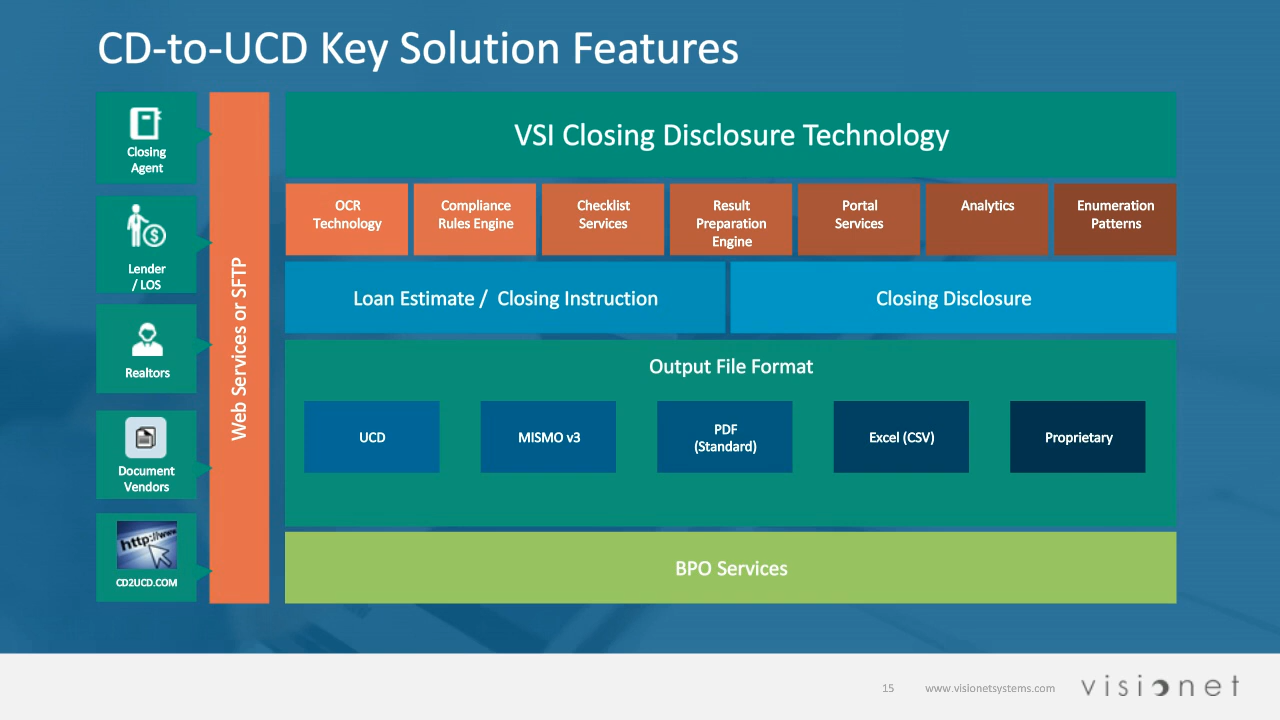 CD-to-UCD Key Solution Features
Closing
Agent
Lender
/ LOS
Realtors
Document
Vendors
http://www
CD2UCD.COM
Web Services or SFTP
VSI Closing Disclosure Technology
OCR
Technology
Compliance
Rules Engine
Checklist
Services
Result
Preparation
Engine
Portal
Services
Analytics
Enumeration
Patterns
Loan Estimate / Closing Instruction
Closing Disclosure
Output File Format
UCD
MISMO v3
PDF
(Standard)
Excel (CSV)
Proprietary
BPO Services
15
www.visionetsystems.com
visionet